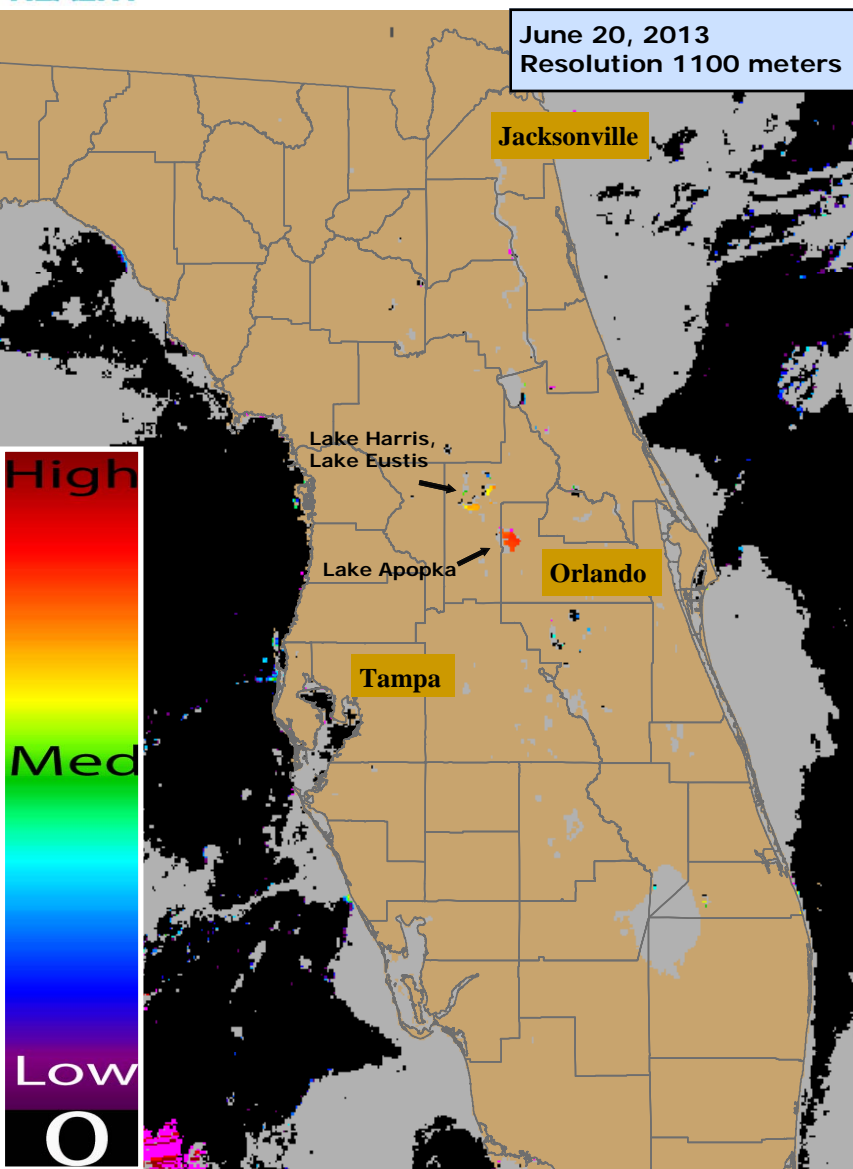 June 20, 2013
Resolution 1100 meters
Jacksonville
Lake Harris,
Lake Eustis
High
Lake Apopka
Orlando
Tampa
Med
Low
0